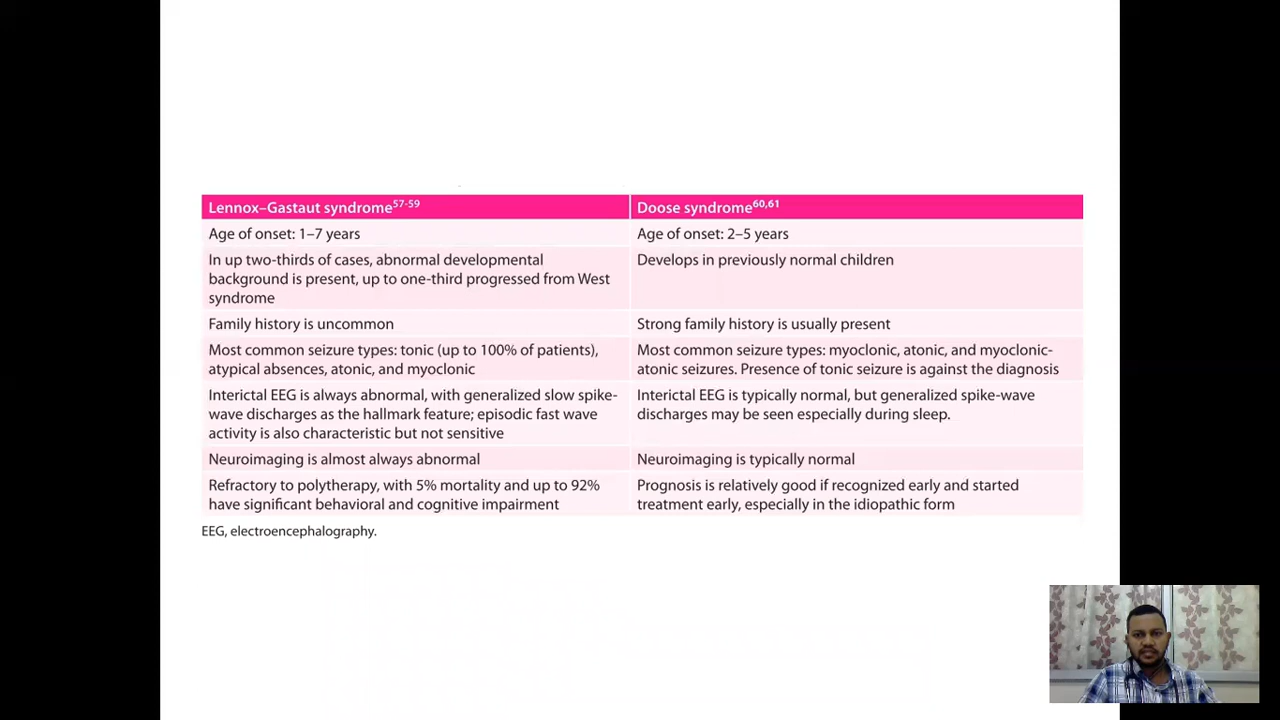 Lennox–Gastaut syndrome57-59
Doose syndrome60,61
Age of onset: 1–7 years
Age of onset: 2–5 years
In up two-thirds of cases, abnormal developmental
background is present, up to one-third progressed from West
syndrome
Develops in previously normal children
Family history is uncommon
Strong family history is usually present
Most common seizure types: tonic (up to 100% of patients),
atypical absences, atonic, and myoclonic
Most common seizure types: myoclonic, atonic, and myoclonic-
atonic seizures. Presence of tonic seizure is against the diagnosis
Interictal EEG is always abnormal, with generalized slow spike-
wave discharges as the hallmark feature; episodic fast wave
activity is also characteristic but not sensitive
Interictal EEG is typically normal, but generalized spike-wave
discharges may be seen especially during sleep.
Neuroimaging is almost always abnormal
Neuroimaging is typically normal
Refractory to polytherapy, with 5% mortality and up to 92%
have significant behavioral and cognitive impairment
Prognosis is relatively good if recognized early and started
treatment early, especially in the idiopathic form
EEG, electroencephalography.